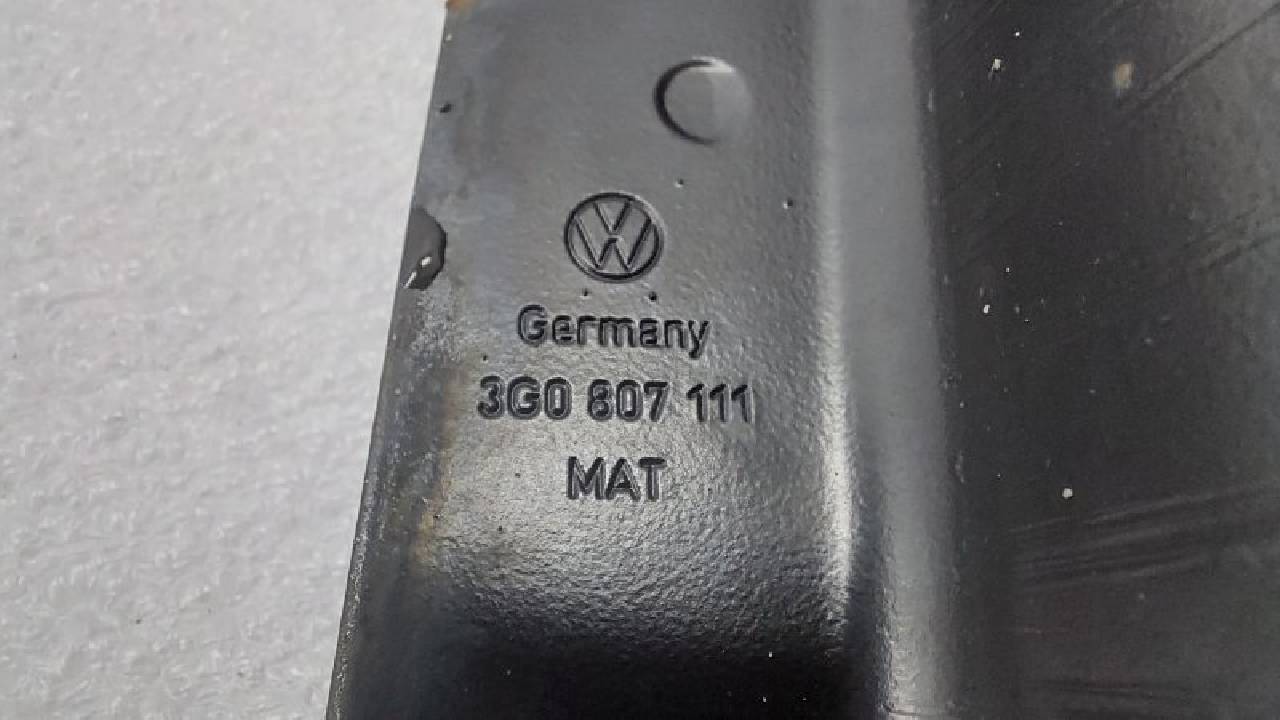 VW
Germany
3G0 807 111
MAT